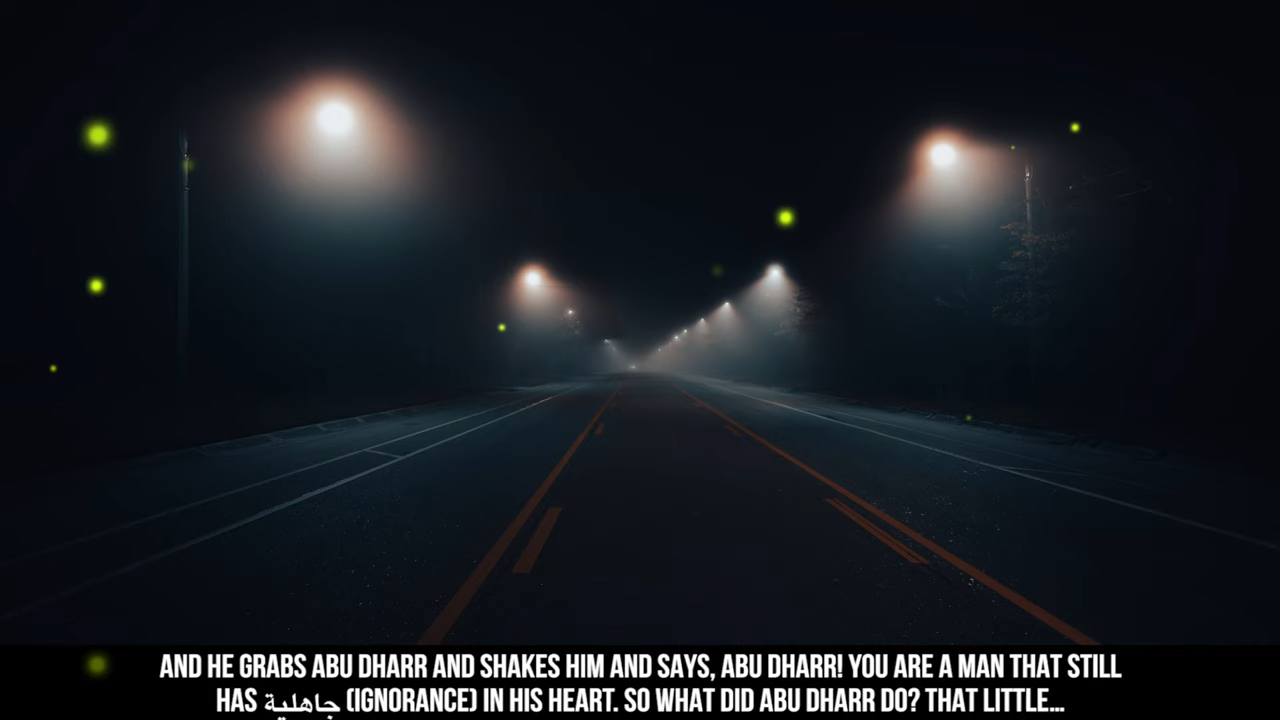 AND HE GRABS ABU DHARR AND SHAKES HIM AND SAYS, ABU DHARR! YOU ARE A MAN THAT STILL
HAS جاهلية (IGNORANCE) IN HIS HEART. SO WHAT DID ABU DHARR DO? THAT LITTLE...